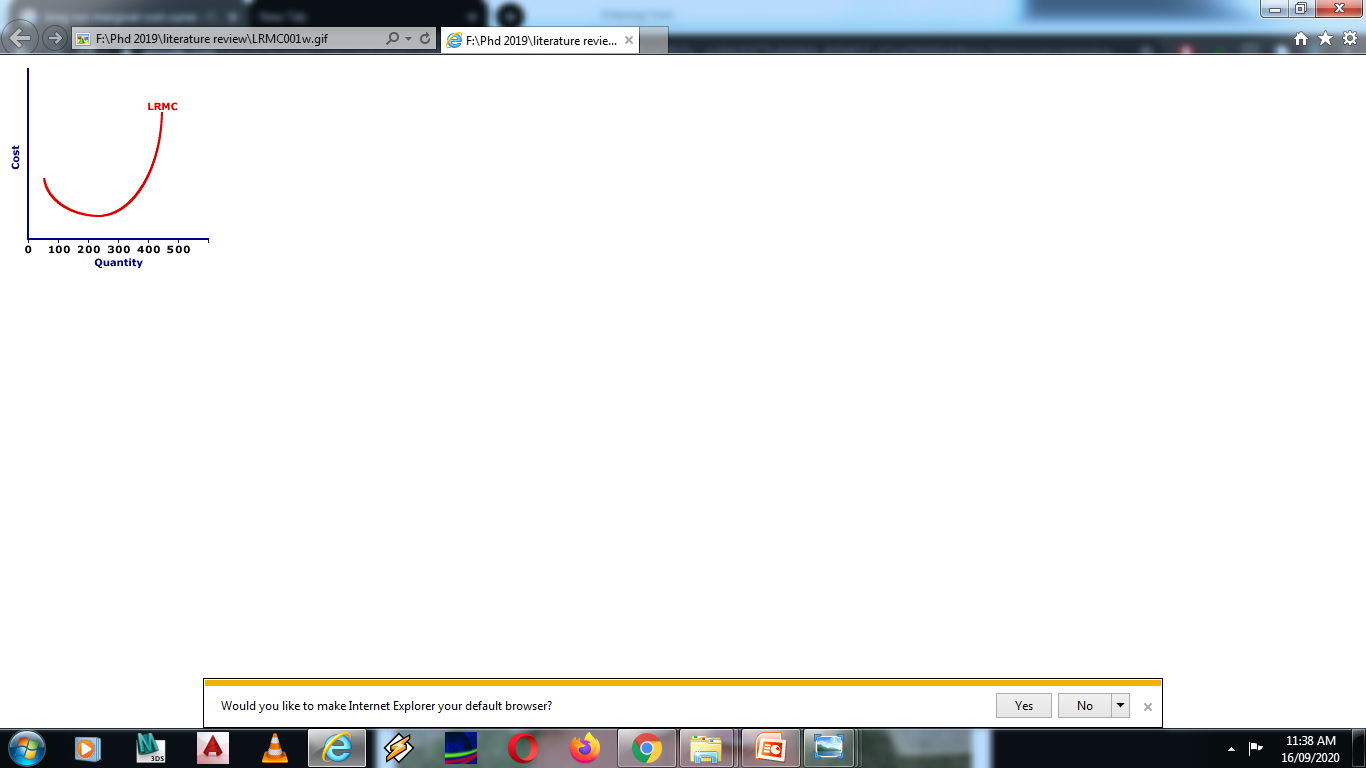 F:\Phd 2019\literature review\LRMC001w.gif
F:\Phd 2019\literature revie...
LRMC
Cost
0 100 200 300 400 500
Quantity
Would you like to make Internet Explorer your default browser?
Yes
No
3DS
11:38 AM
16/09/2020